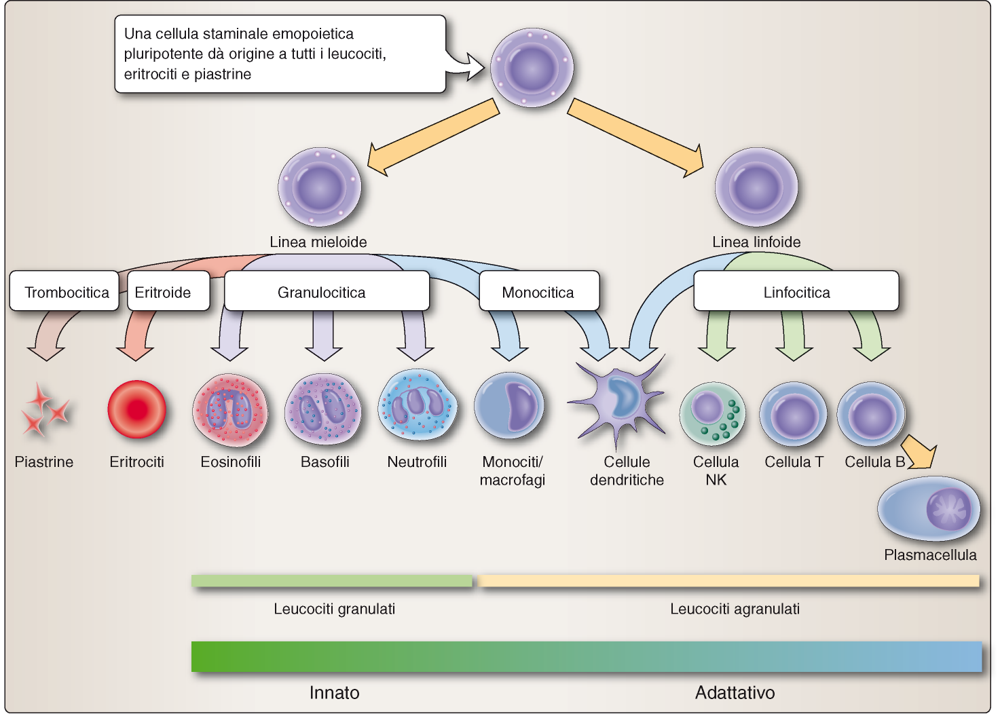 Una cellula staminale emopoietica
pluripotente dà origine a tutti i leucociti,
eritrociti e piastrine
Linea mieloide
Linea linfoide
Trombocitica
Eritroide
Granulocitica
Monocitica
Linfocitica
Piastrine
Eritrociti
Eosinofili
Basofili
Neutrofili
Monociti/
macrofagi
Cellule
dendritiche
Cellula
NK
Cellula T
Cellula B
Plasmacellula
Leucociti granulati
Leucociti agranulati
Innato
Adattativo